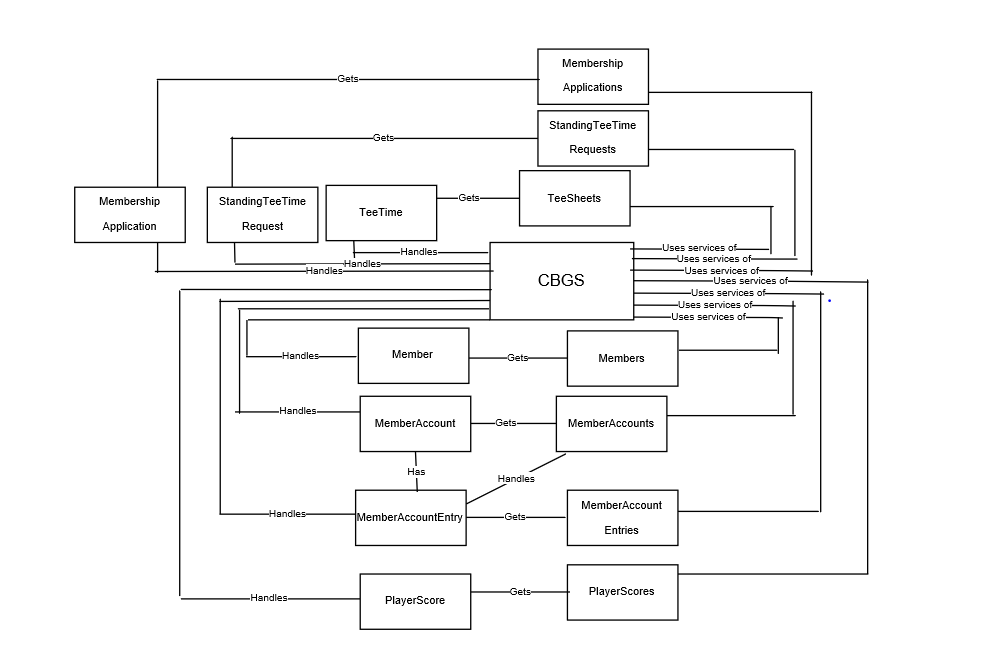 Membership
Applications
Gets
StandingTeeTime
Requests
Gets
Membership
Application
StandingTeeTime
Request
TeeTime
Gets
TeeSheets
Handles
Handles
Handles
CBGS
Uses services of
Uses services of
Uses services of
Uses services of
Uses services of
Uses services of
Uses services of
Handles
Member
Gets
Members
Handles
MemberAccount
Gets
MemberAccounts
Has
Handles
Handles
MemberAccountEntry
Gets
MemberAccount
Entries
Handles
PlayerScore
Gets
PlayerScores